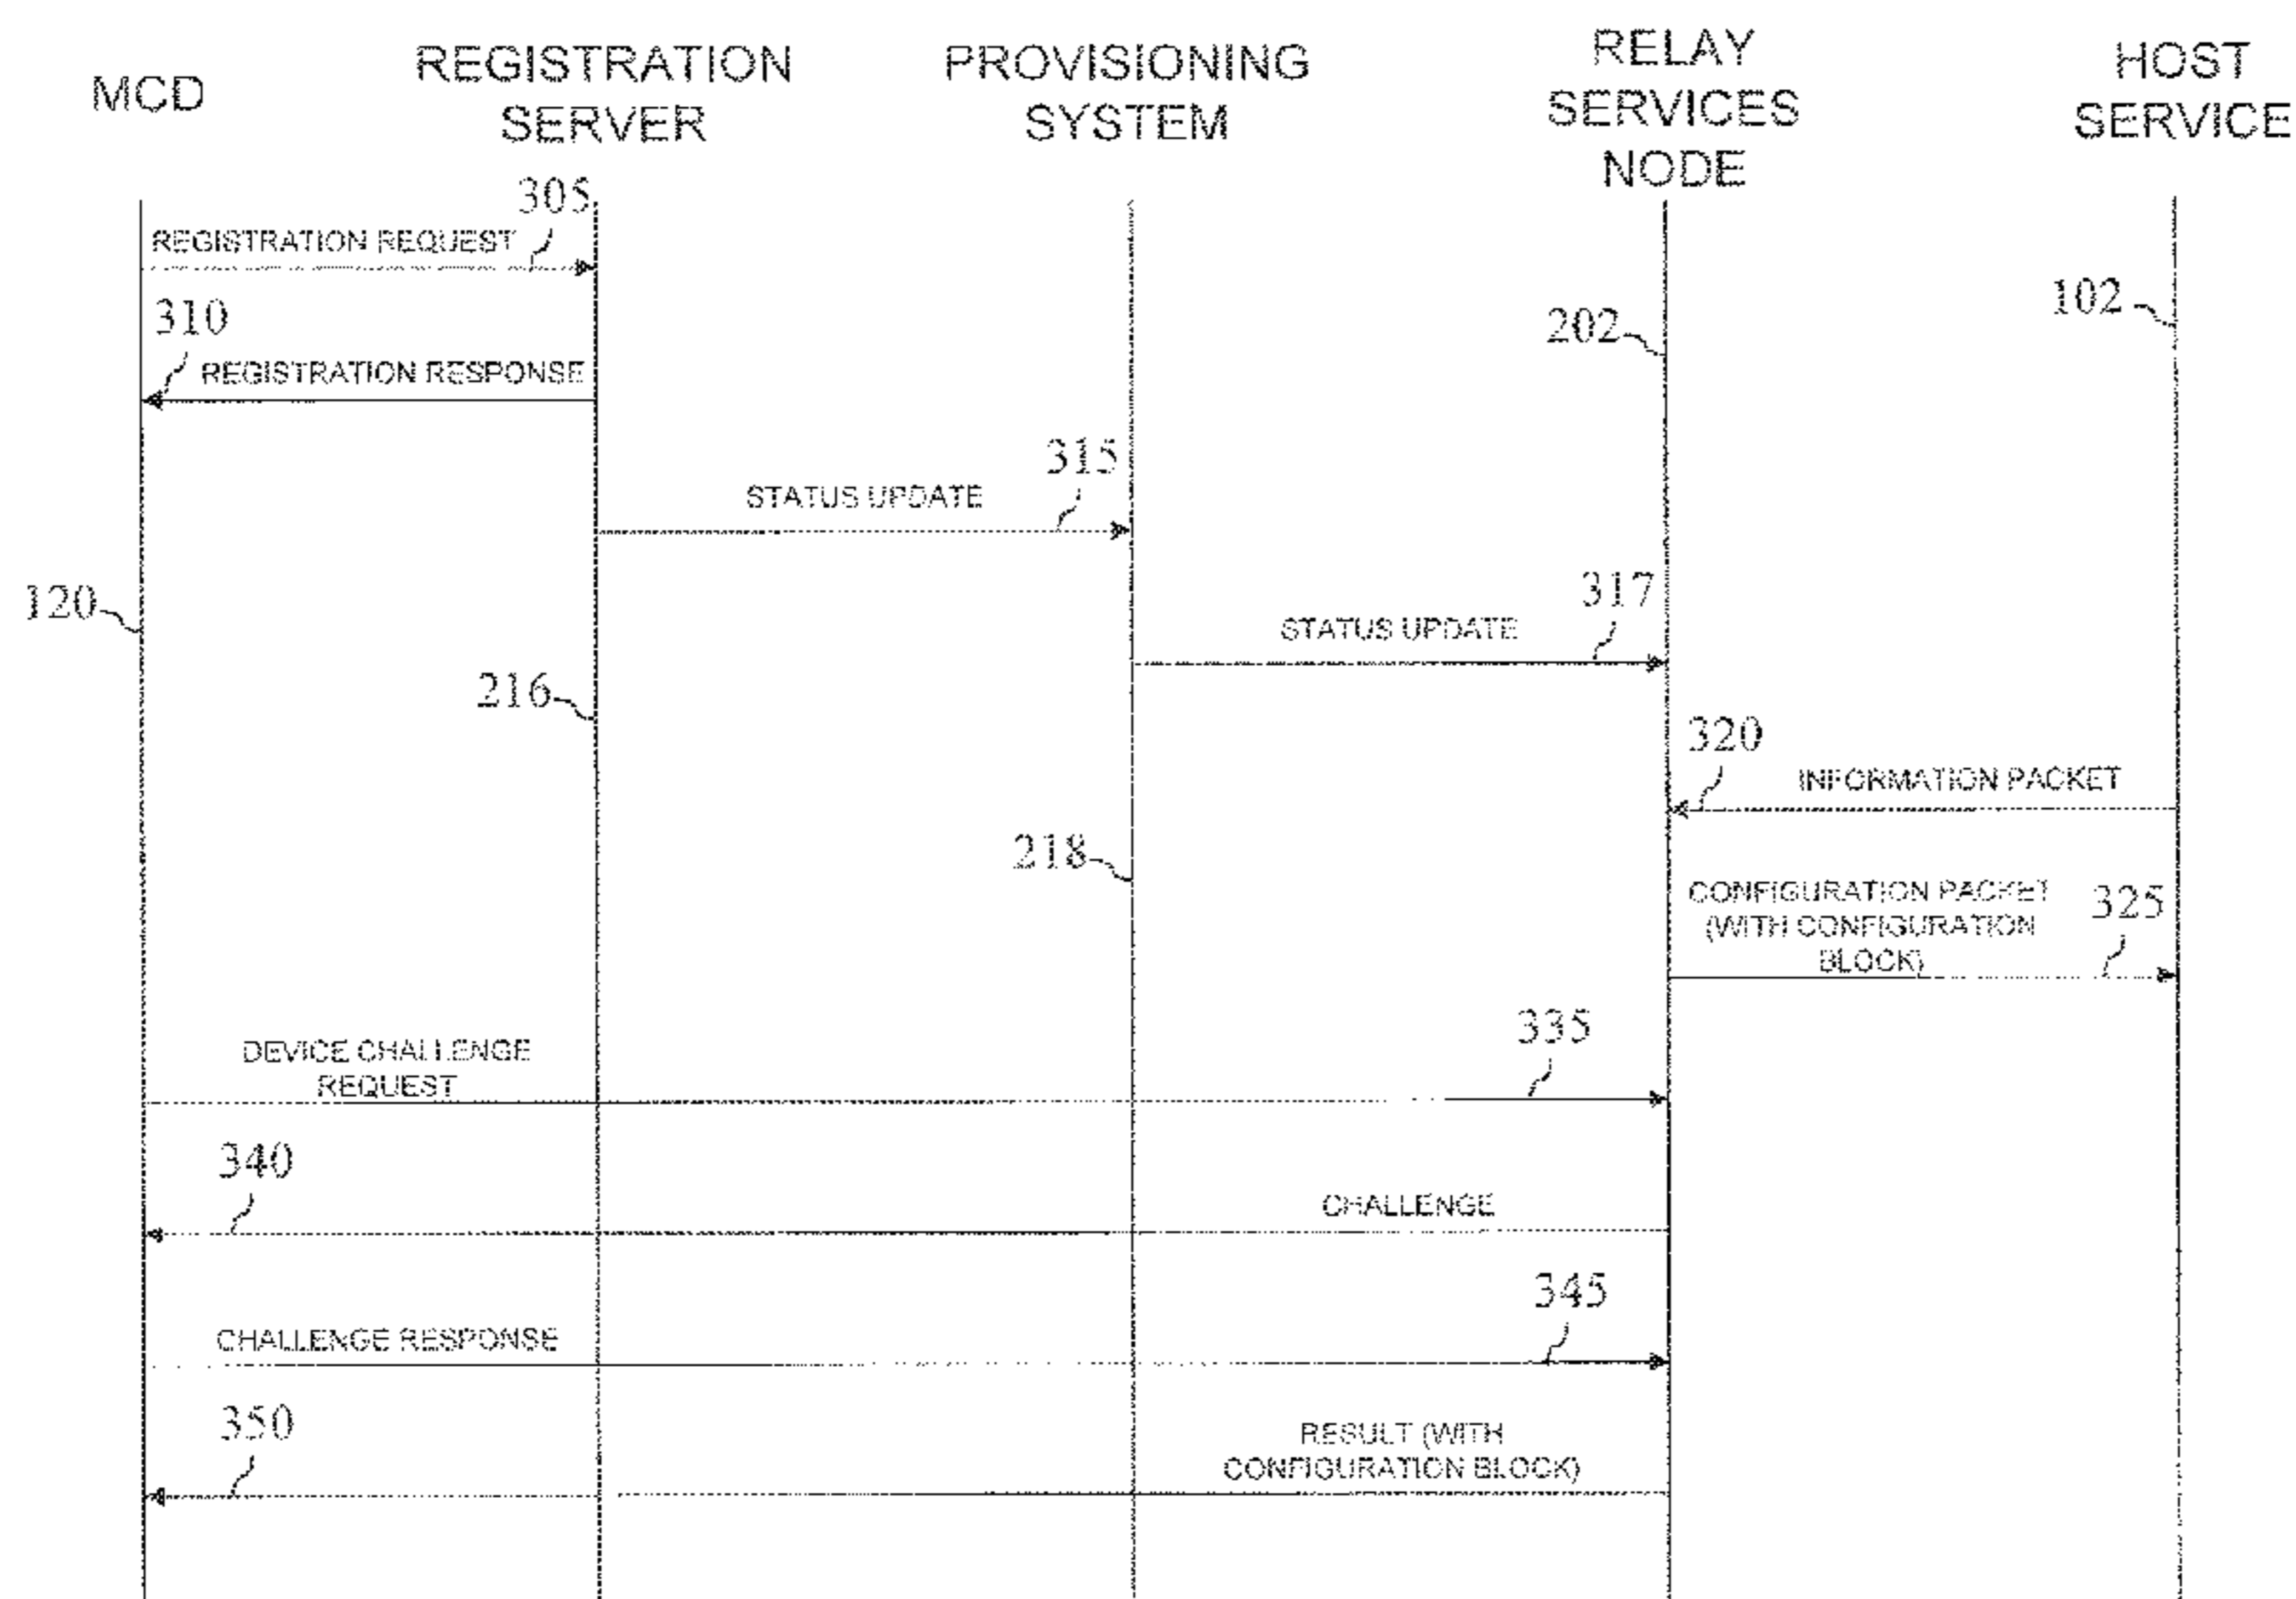 MCD
REGISTRATION
SERVER
PROVISIONING
SYSTEM
RELAY
SERVICES
NODE
HOST
SERVICE
305
REGISTRATION REQUEST
310
REGISTRATION RESPONSE
102
202
315
STATUS UPDATE
120
317
STATUS UPDATE
216
320
INFORMATION PACKET
218
CONFIGURATION PACKET
(WITH CONFIGURATION
BLOCK)
325
DEVICE CHALLENGE
REQUEST
335
340
CHALLENGE
345
CHALLENGE RESPONSE
350
RESULT (WITH
CONFIGURATION BLOCK)